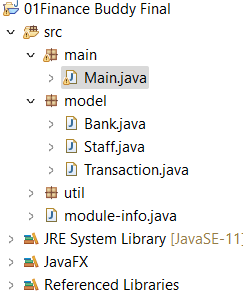 01Finance Buddy Final
src
main
Main.java
model
Bank.java
Staff.java
Transaction.java
util
module-info.java
JRE System Library [JavaSE-11]
JavaFX
Referenced Libraries